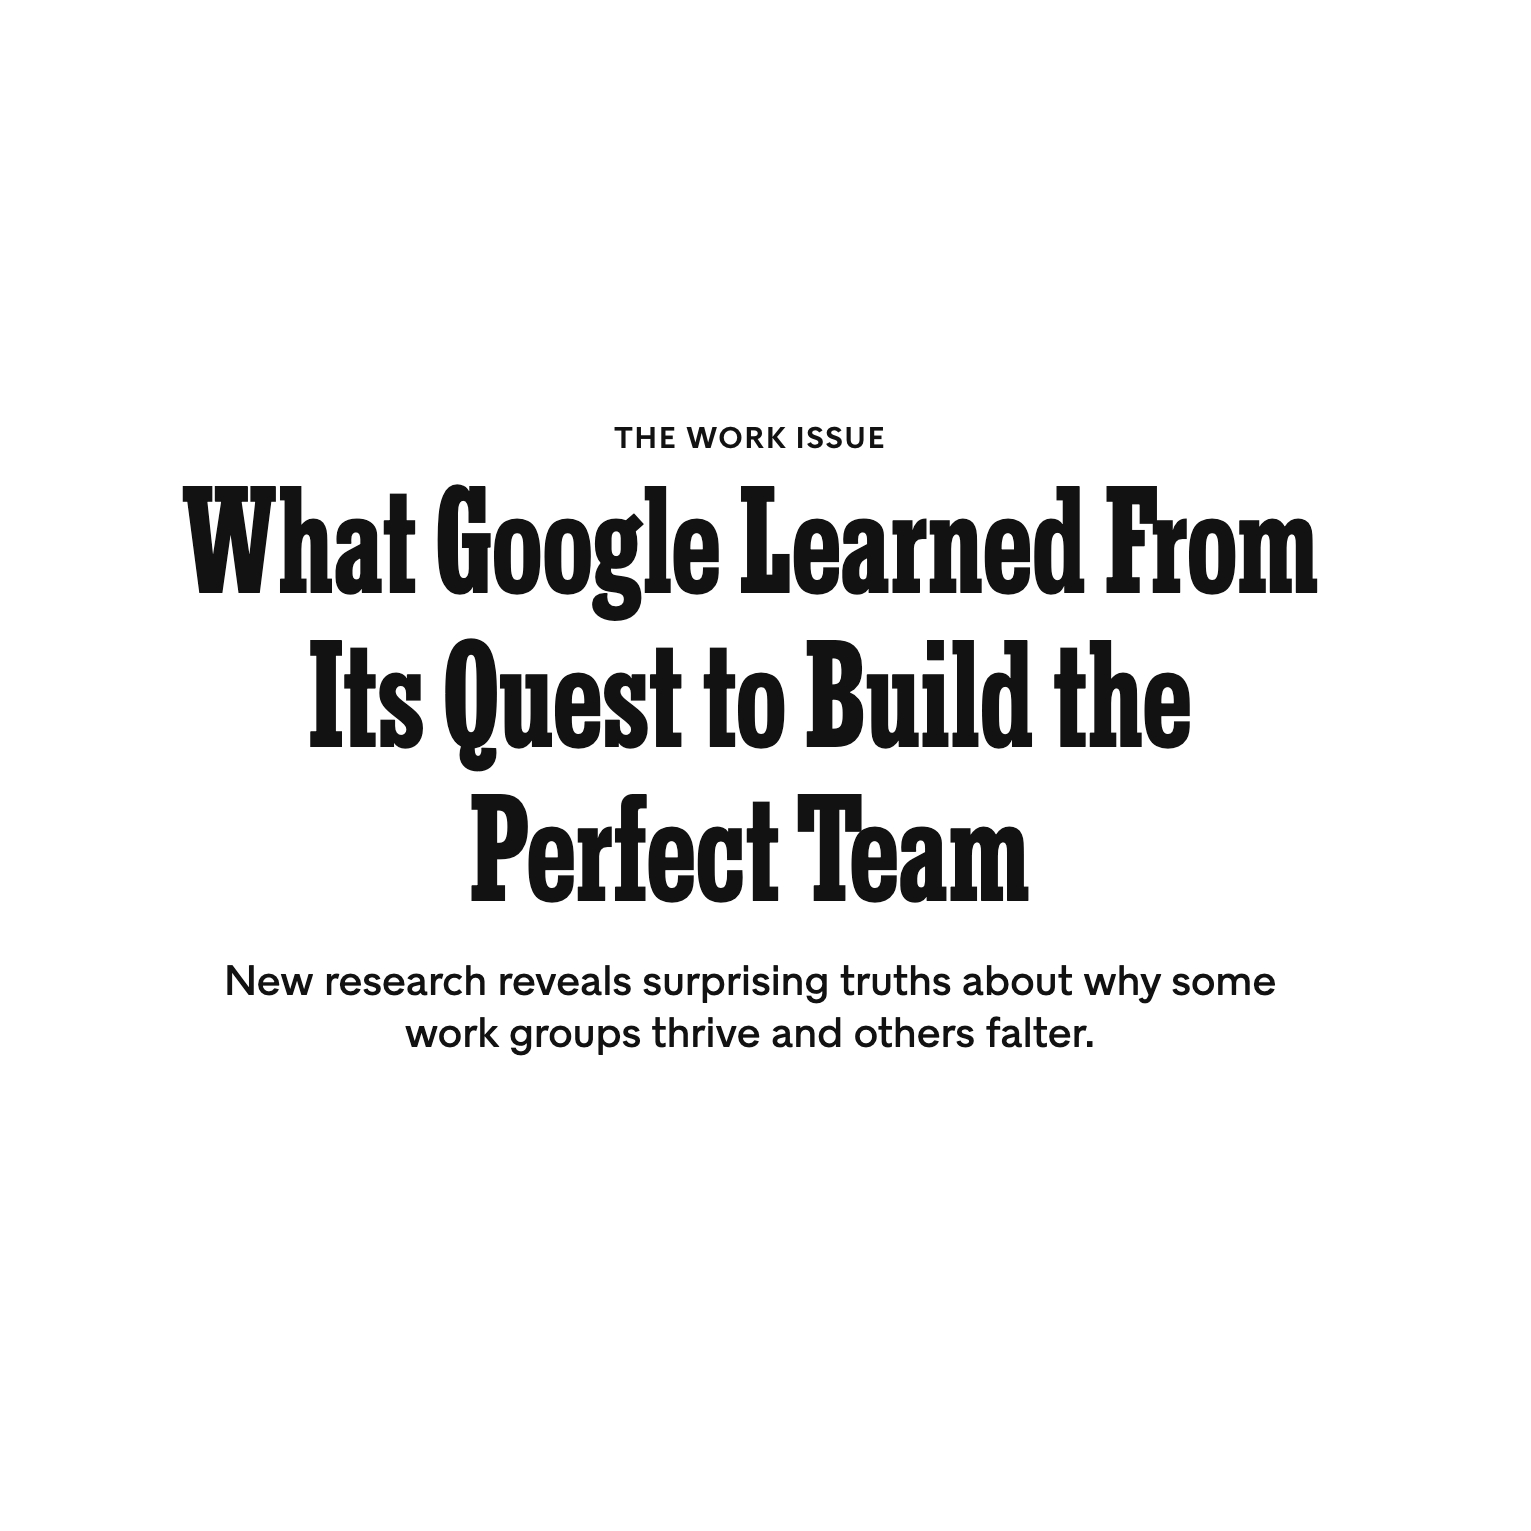 THE WORK ISSUE
What Google Learned From
Its Quest to Build the
Perfect Team
New research reveals surprising truths about why some
work groups thrive and others falter.